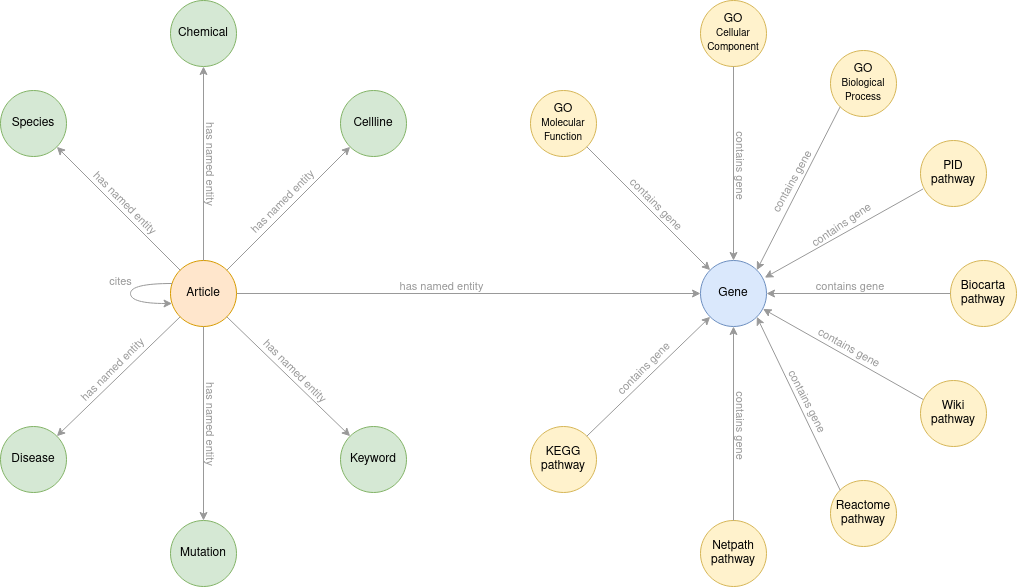 Chemical
Species
Cellline
has named entity
has named entity
has named entity
cites
Article
has named entity
has named entity
has named entity
has named entity
Disease
Keyword
Mutation
GO
Cellular
Component
GO
Biological
Process
GO
Molecular
Function
PID
pathway
contains gene
contains gene
contains gene
contains gene
Gene
contains gene
Biocarta
pathway
contains gene
contains gene
contains gene
contains gene
Wiki
pathway
KEGG
pathway
Reactome
pathway
Netpath
pathway